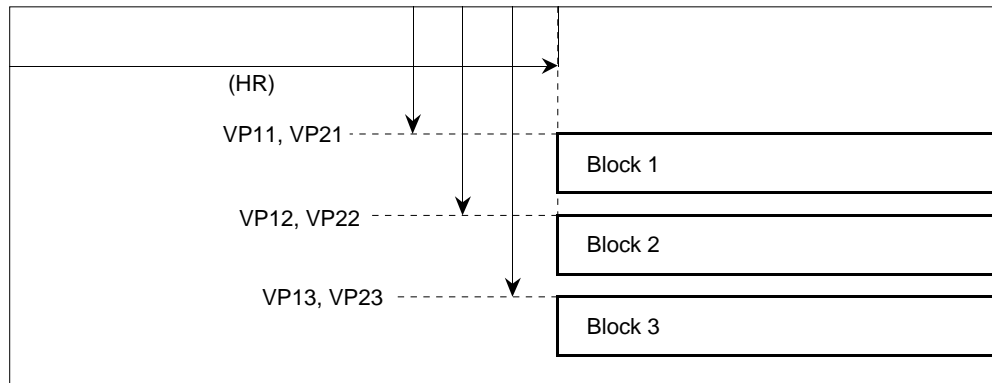 (HR)
VP11, VP21
Block 1
VP12, VP22
Block 2
VP13, VP23
Block 3